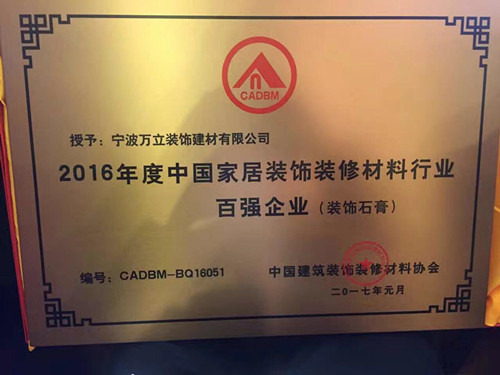 CADBM
授予：宁波万立装饰建材有限公司
2016年度中国家居装饰装修材料行业
百强企业（装饰石膏）
编号：CADBM-BQ16051
中国建筑装饰装修材料协会
二〇一七年元月